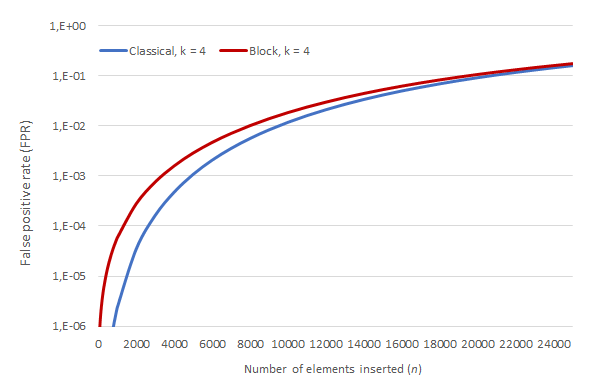 1,E+00
Classical, k = 4
Block, k = 4
1,E-01
1,E-02
1,E-03
1,E-04
1,E-05
1,E-06
False positive rate (FPR)
0 2000 4000 6000 8000 10000 12000 14000 16000 18000 20000 22000 24000
Number of elements inserted (n)